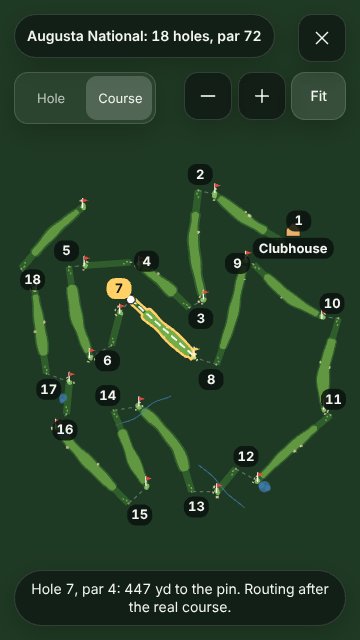 Augusta National: 18 holes, par 72
Hole
Course
Fit
2
1
5
4
9
Clubhouse
18
7
10
3
6
8
17
14
11
16
12
15
13
Hole 7, par 4: 447 yd to the pin. Routing after
the real course.